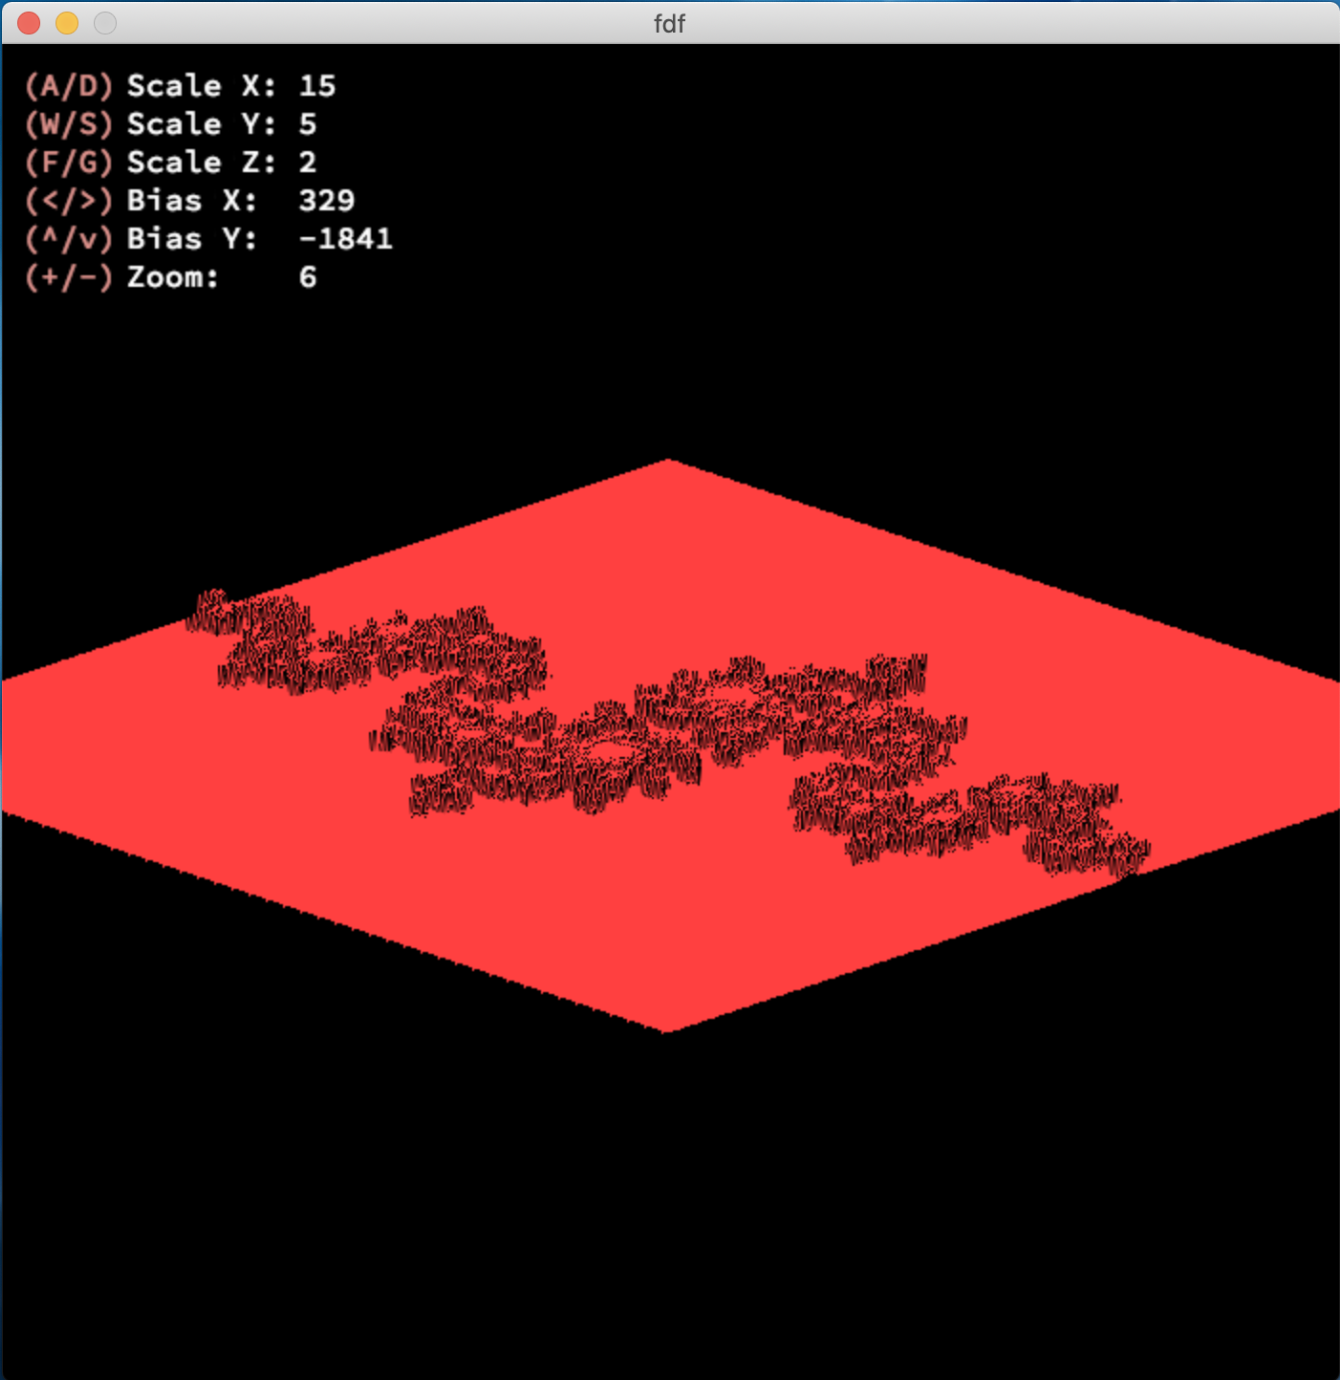 fdf
(A/D) Scale X: 15
(W/S) Scale Y: 5
(F/G) Scale Z: 2
(</>) Bias X: 329
(^/v) Bias Y: -1841
(+/-) Zoom: 6